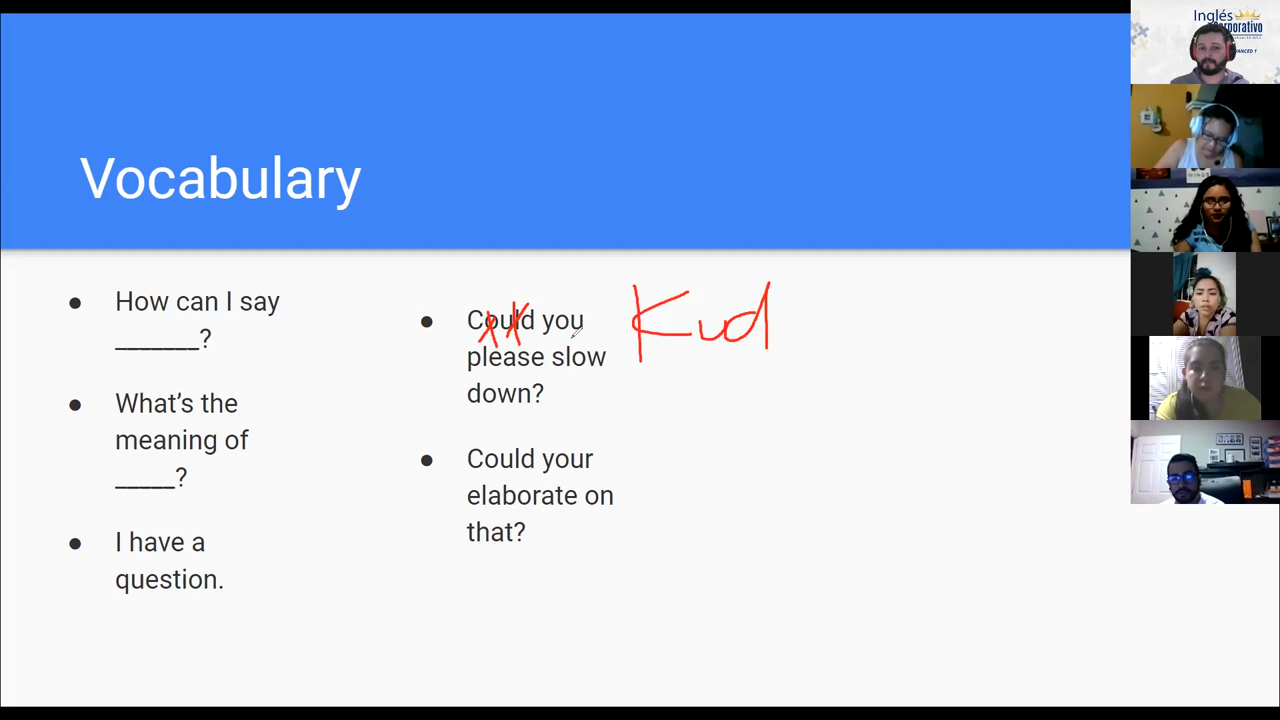 Vocabulary
How can I say
_______?
What's the
meaning of
_____?
I have a
question.
Could you
please slow
down?
Kud
Could your
elaborate on
that?
Inglés
Corporativo